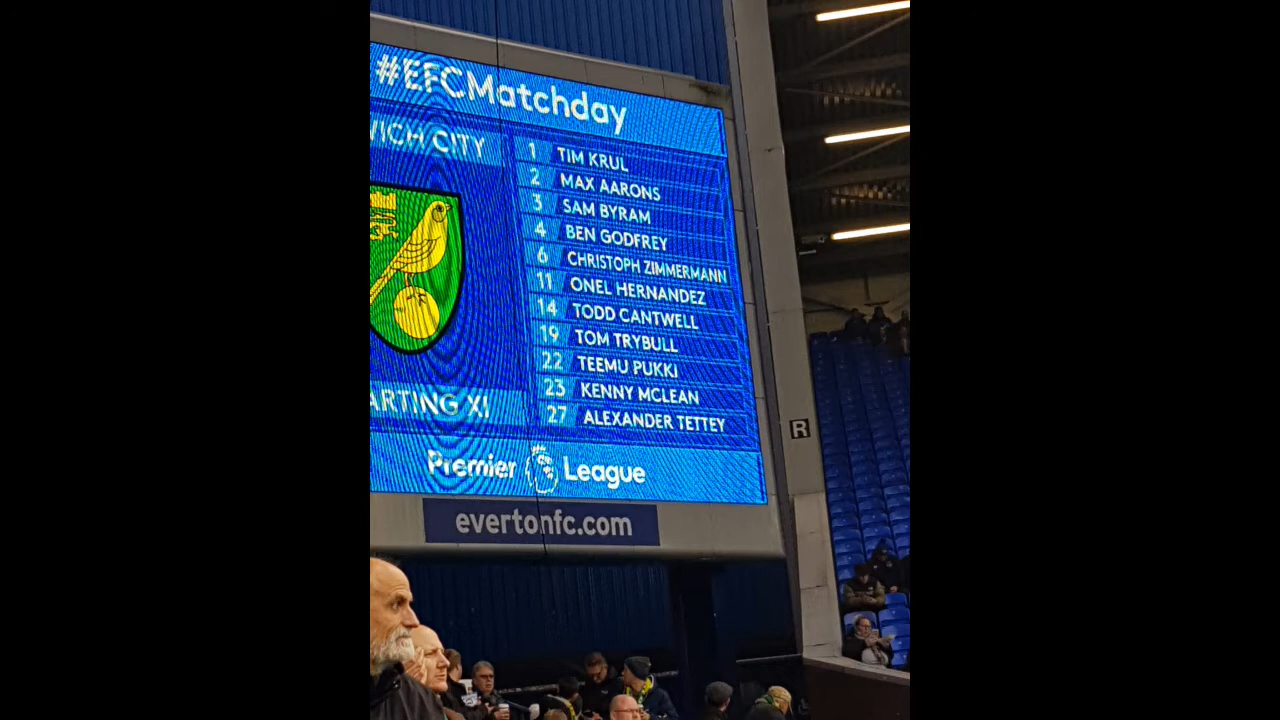 #EFCMatchday
WICH CITY
1 TIM KRUL
2 MAX AARONS
3 SAM BYRAM
4 BEN GODFREY
6 CHRISTOPH ZIMMERMANN
11 ONEL HERNANDEZ
14 TODD CANTWELL
19 TOM TRYBULL
22 TEEMU PUKKI
23 KENNY MCLEAN
27 ALEXANDER TETTEY
ARTING XI
Premier League
evertonfc.com
R